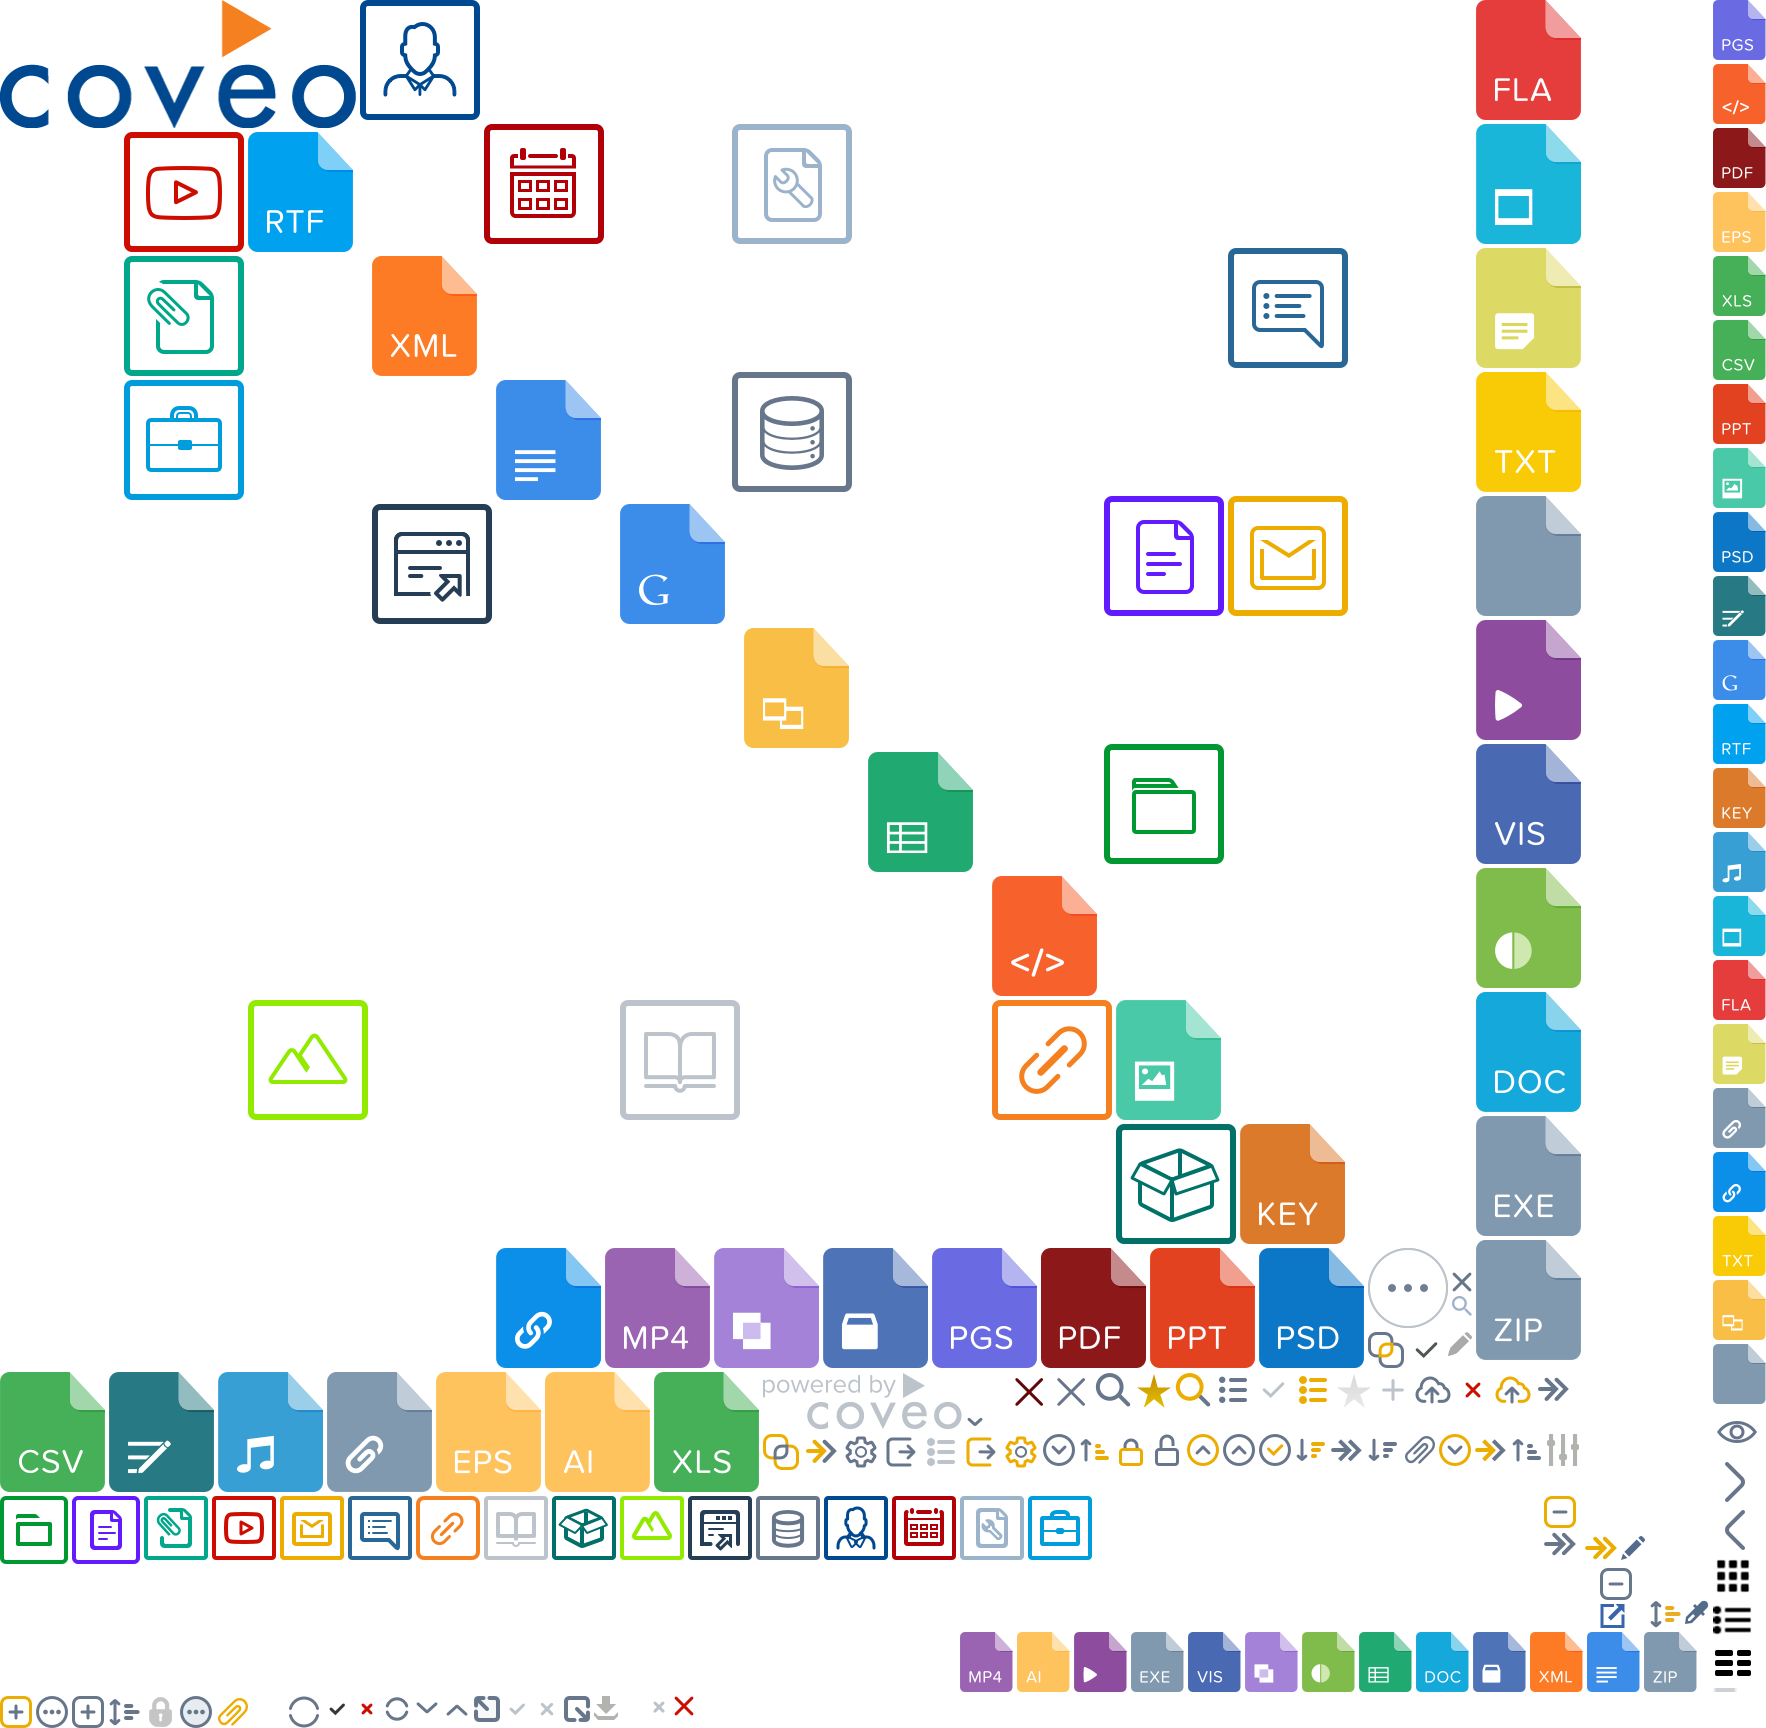 coveo
FLA
PGS
</>
PDF
RTF
EPS
XLS
XML
CSV
PPT
TXT
PSD
G
G
RTF
KEY
VIS
</>
FLA
DOC
KEY
EXE
TXT
MP4
PGS
PDF
PPT
PSD
ZIP
powered by
coveo
CSV
EPS
AI
XLS
MP4
AI
EXE
VIS
DOC
XML
ZIP